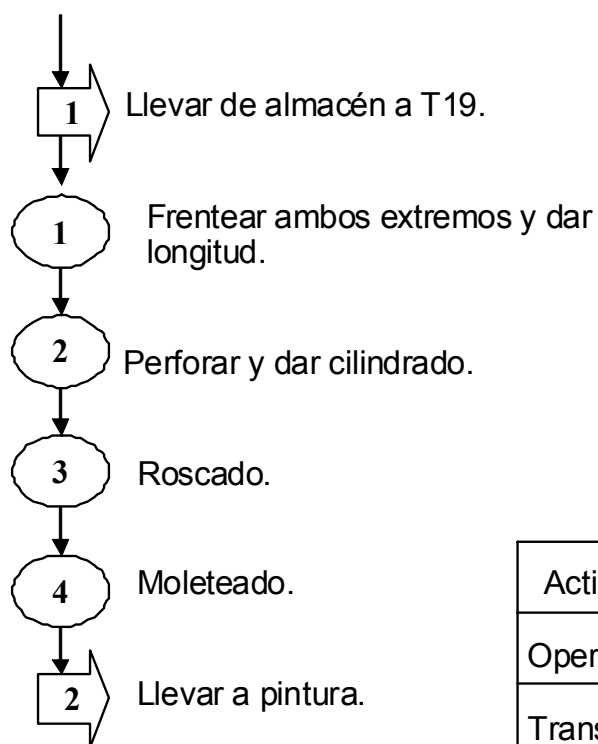 1 Llevar de almacén a T19.
1 Frentear ambos extremos y dar
longitud.
2 Perforar y dar cilindrado.
3 Roscado.
4 Moleteado.
Acti
Oper
2 Llevar a pintura.
Trans